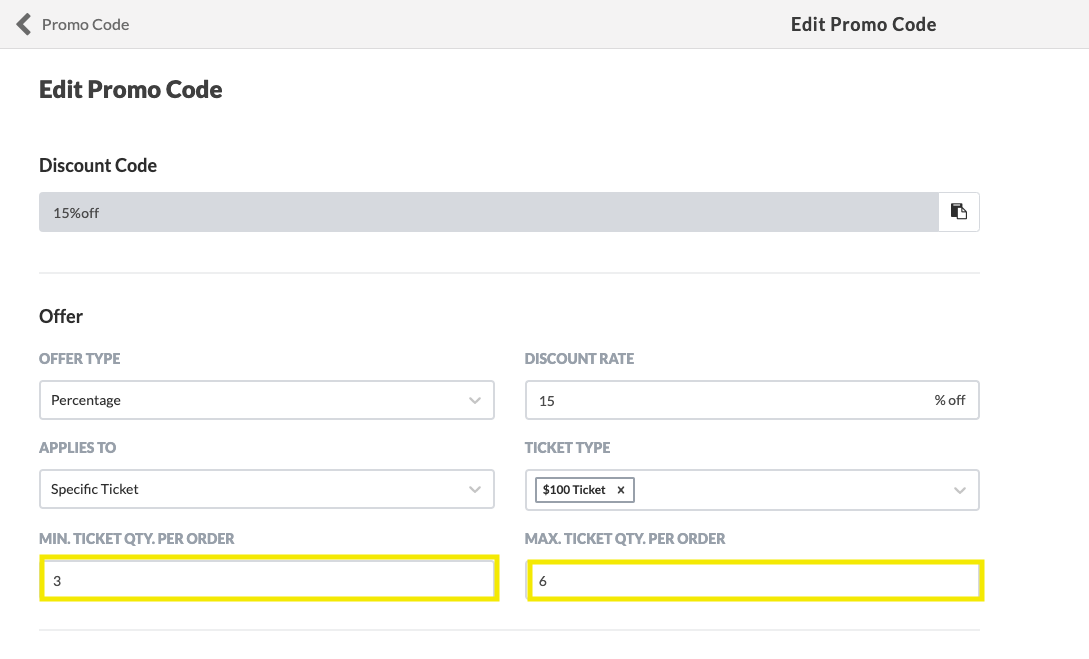 Promo Code
Edit Promo Code
Edit Promo Code
Discount Code
15%off
Offer
OFFER TYPE
DISCOUNT RATE
Percentage
15
% off
APPLIES TO
TICKET TYPE
Specific Ticket
$100 Ticket ×
MIN. TICKET QTY. PER ORDER
MAX. TICKET QTY. PER ORDER
3
6